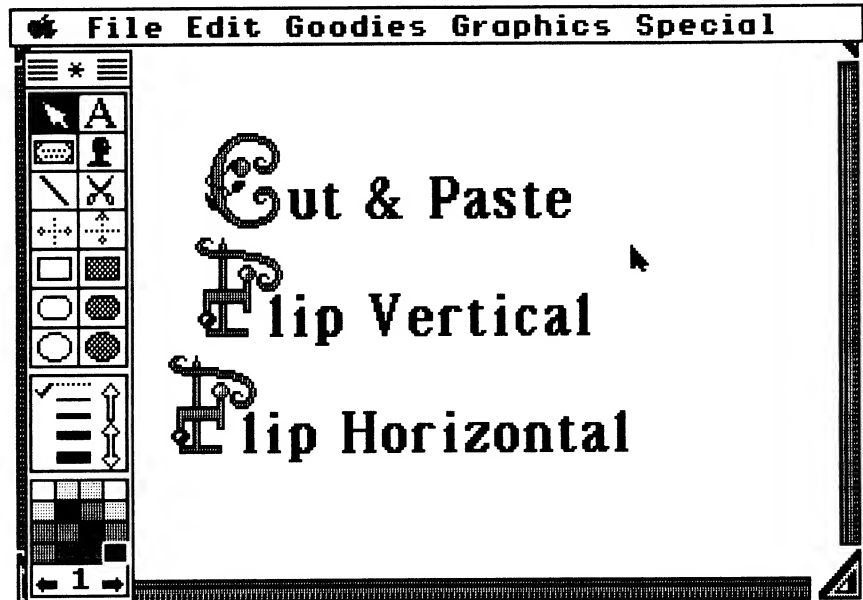 File Edit Goodies Graphics Special
*
A
Cut & Paste
Flip Vertical
Flip Horizontal
1